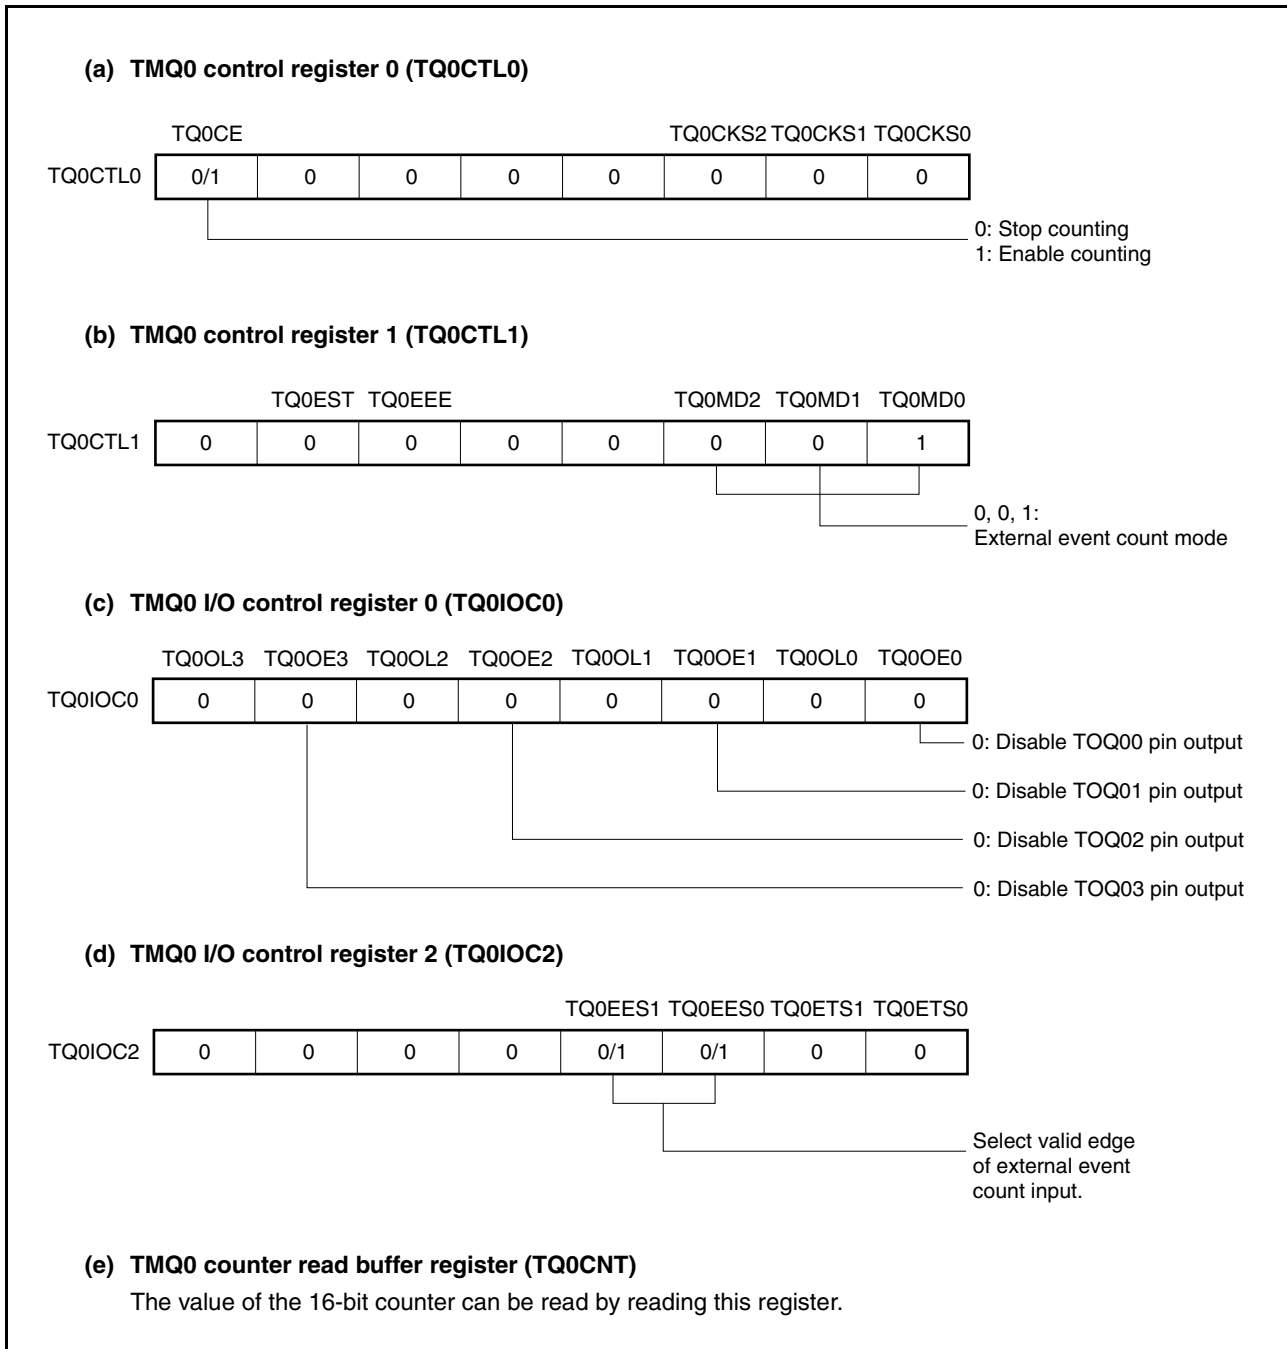 (a) TMQ0 control register 0 (TQ0CTL0)
TQ0CE TQ0CKS2 TQ0CKS1 TQ0CKS0
TQ0CTL0 0/1 0 0 0 0 0 0 0
0: Stop counting
1: Enable counting
(b) TMQ0 control register 1 (TQ0CTL1)
TQ0EST TQ0EEE TQ0MD2 TQ0MD1 TQ0MD0
TQ0CTL1 0 0 0 0 0 0 0 1
0, 0, 1:
External event count mode
(c) TMQ0 I/O control register 0 (TQ0IOC0)
TQ0OL3 TQ0OE3 TQ0OL2 TQ0OE2 TQ0OL1 TQ0OE1 TQ0OL0 TQ0OE0
TQ0IOC0 0 0 0 0 0 0 0 0
0: Disable TOQ00 pin output
0: Disable TOQ01 pin output
0: Disable TOQ02 pin output
0: Disable TOQ03 pin output
(d) TMQ0 I/O control register 2 (TQ0IOC2)
TQ0EES1 TQ0EES0 TQ0ETS1 TQ0ETS0
TQ0IOC2 0 0 0 0 0/1 0/1 0 0
Select valid edge
of external event
count input.
(e) TMQ0 counter read buffer register (TQ0CNT)
The value of the 16-bit counter can be read by reading this register.